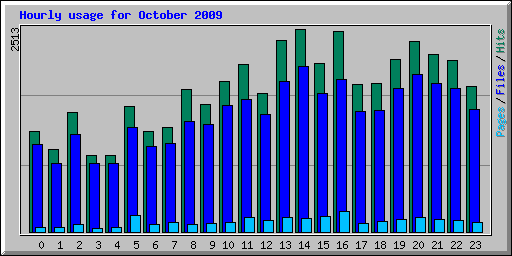 Hourly usage for October 2009
2513
Pages / Files / Hits
0 1 2 3 4 5 6 7 8 9 10 11 12 13 14 15 16 17 18 19 20 21 22 23